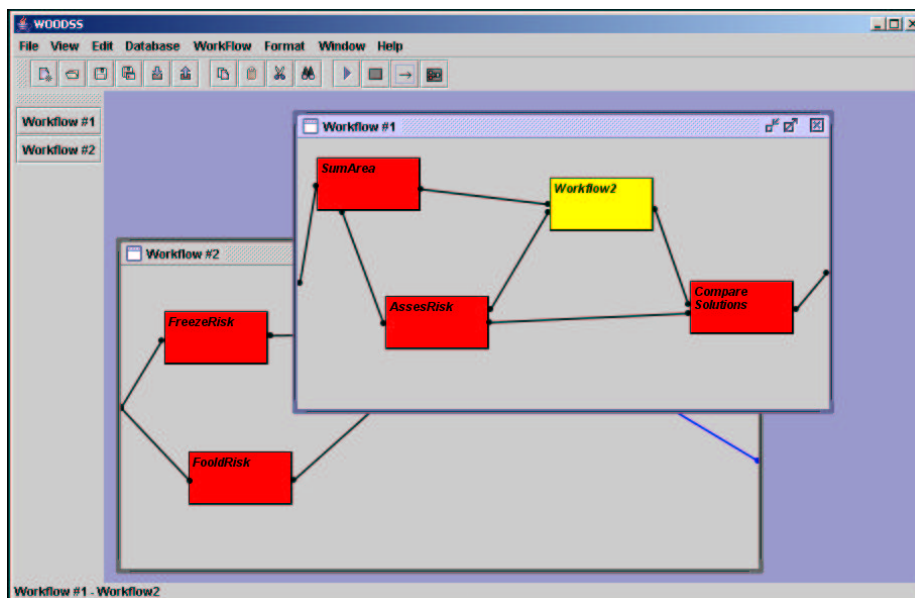 WOODSS
File View Edit Database WorkFlow Format Window Help
Workflow #1
Workflow #2
Workflow #1
SumArea
Workflow2
AssesRisk
Compare
Solutions
Workflow #2
FreezeRisk
FooldRisk
Workflow #1 - Workflow2